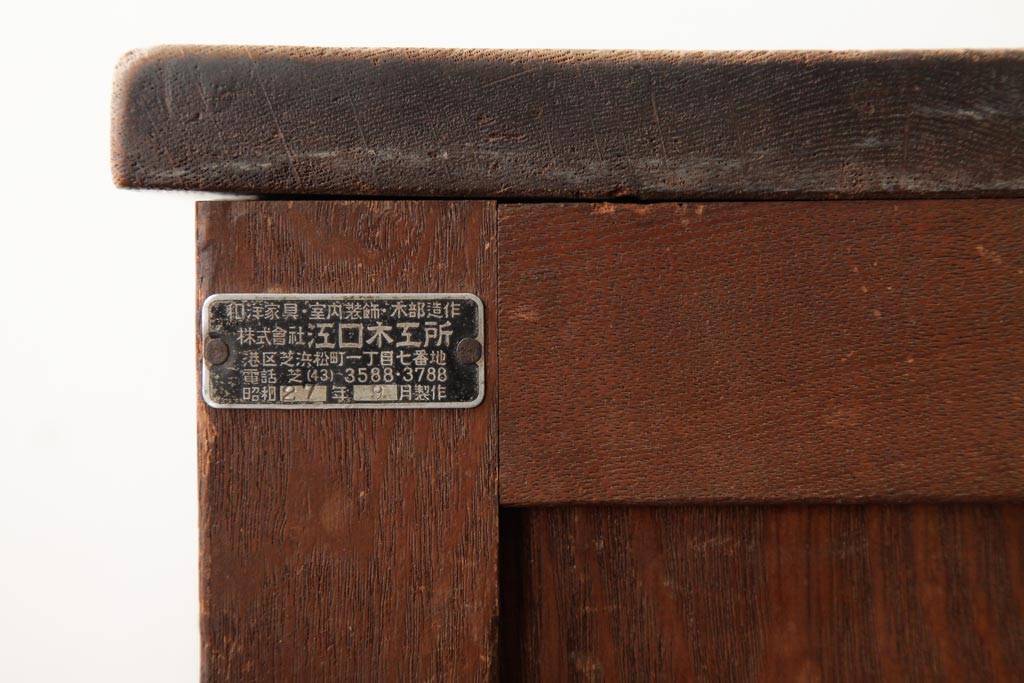 和洋家具・室内装飾・木部造作
株式會社 江口木工所
港区芝浜松町一丁目七番地
電話 芝(43)-3588・3788
昭和27年 9月製作